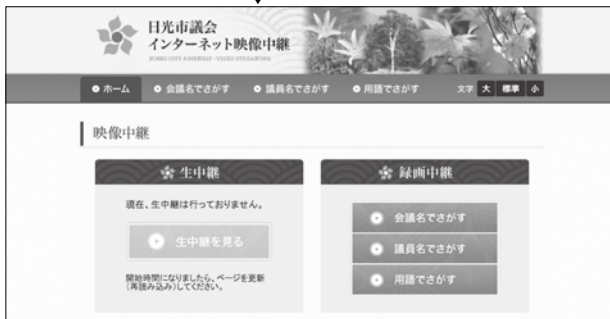 日光市議会
インターネット映像中継
NIKKO CITY ASSEMBLY - VIDEO STREAMING
ホーム 会議名でさがす 議員名でさがす 用語でさがす 文字 大 標準 小
映像中継
生中継
現在、生中継は行っておりません。
生中継を見る
開始時間になりましたら、ページを更新
(再読み込み)してください。
録画中継
会議名でさがす
議員名でさがす
用語でさがす